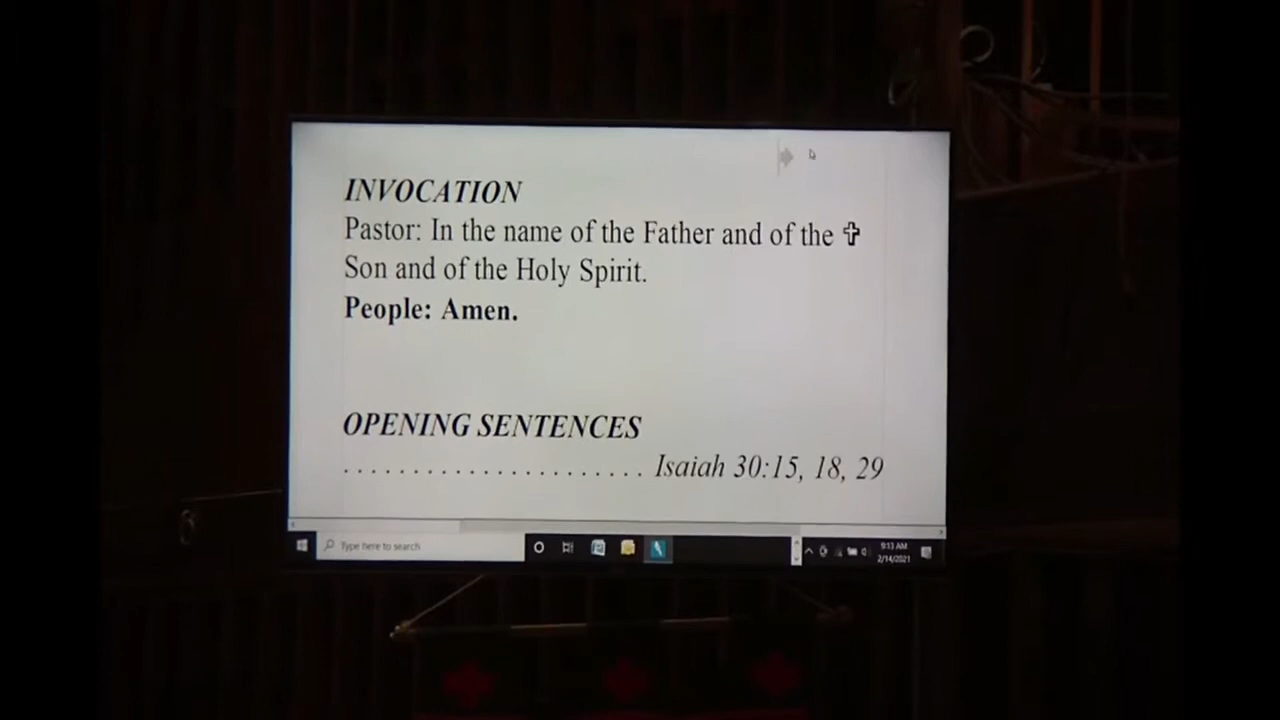 INVOCATION
Pastor: In the name of the Father and of the ✞
Son and of the Holy Spirit.
People: Amen.
OPENING SENTENCES
. . . . . . . . . . . . . . . . . . . . . . Isaiah 30:15, 18, 29
Type here to search
9:13 AM
2/14/2021